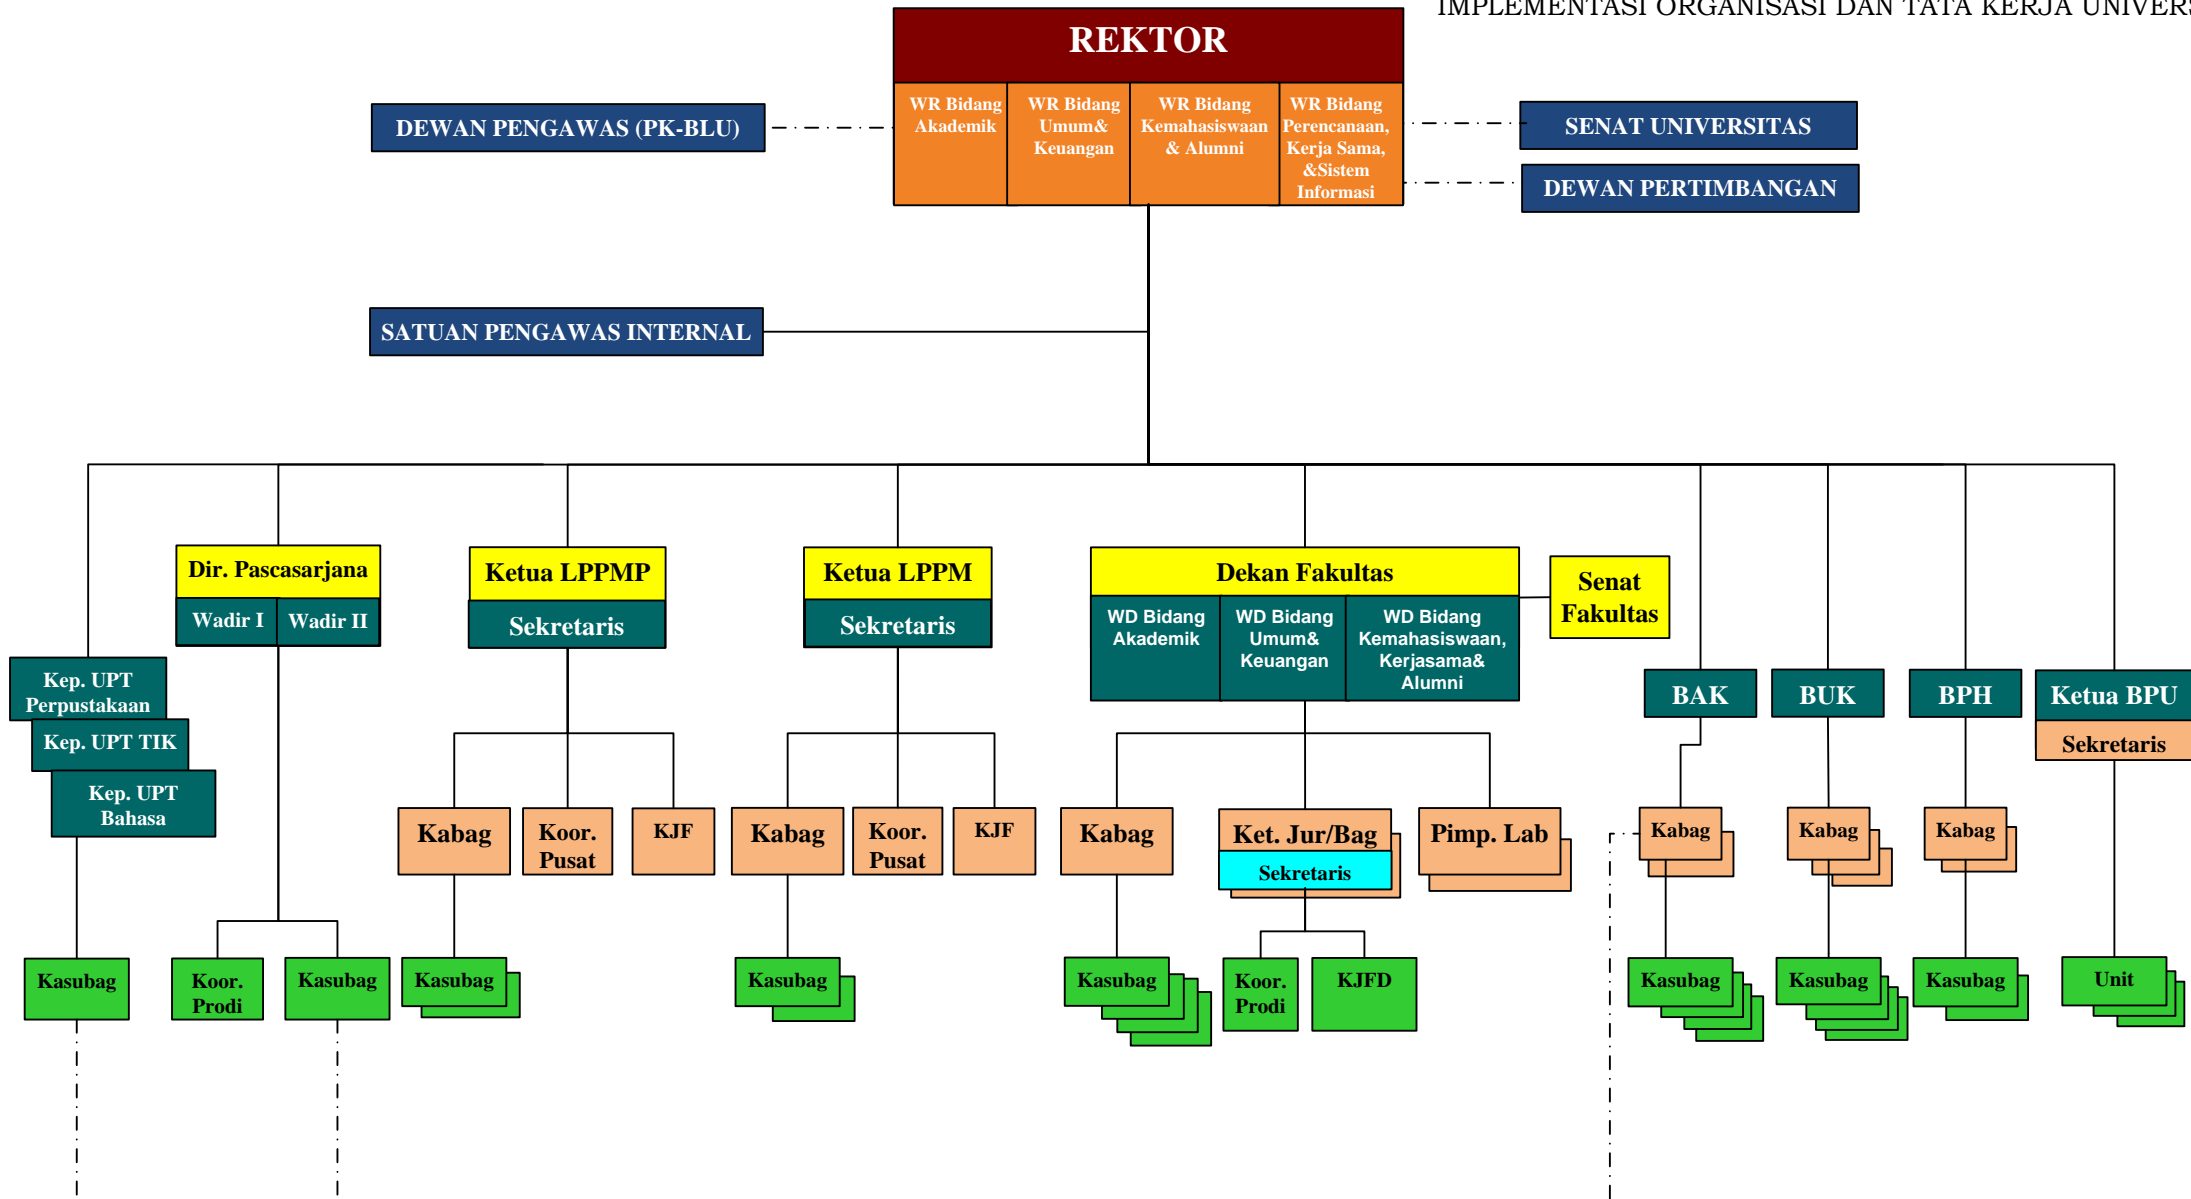 IMPLEMENTASI ORGANISASI DAN TATA KERJA
REKTOR
WR Bidang
Akademik
WR Bidang
Umum&
Keuangan
WR Bidang
Kemahasiswaan
& Alumni
WR Bidang
Perencanaan,
Kerja Sama,
&Sistem
Informasi
DEWAN PENGAWAS (PK-BLU)
SENAT UNIVERSITAS
DEWAN PERTIMBANGAN
SATUAN PENGAWAS INTERNAL
Kep. UPT
Perpustakaan
Kep. UPT TIK
Kep. UPT
Bahasa
Kasubag
Dir. Pascasarjana
Wadir I
Wadir II
Koor.
Prodi
Kasubag
Ketua LPPMP
Sekretaris
Kabag
Koor.
Pusat
KJF
Kasubag
Ketua LPPM
Sekretaris
Kabag
Koor.
Pusat
KJF
Kasubag
Dekan Fakultas
WD Bidang
Akademik
WD Bidang
Umum&
Keuangan
WD Bidang
Kemahasiswaan,
Kerjasama&
Alumni
Senat
Fakultas
Kabag
Ket. Jur/Bag
Sekretaris
Pimp. Lab
Kasubag
Koor.
Prodi
KJFD
BAK
Kabag
Kasubag
BUK
Kabag
Kasubag
BPH
Kabag
Kasubag
Ketua BPU
Sekretaris
Unit